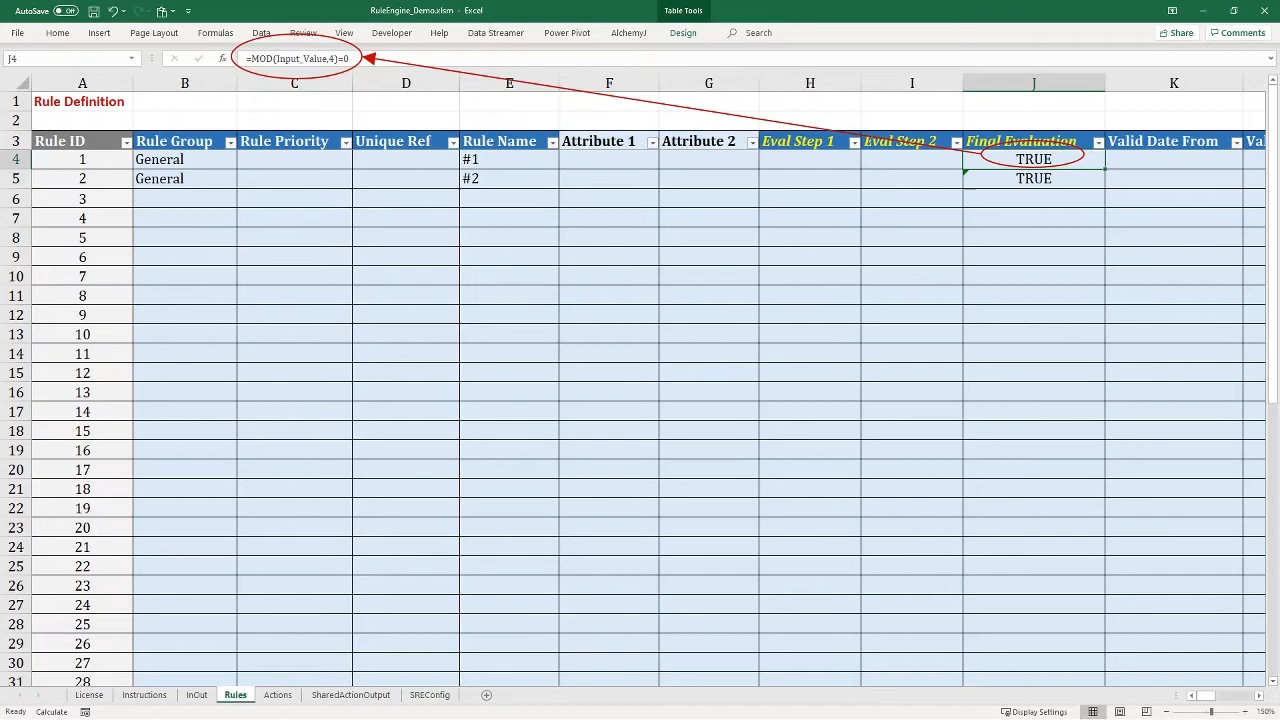 AutoSave Off RuleEngine_Demo.xlsm - Excel Table Tools
File Home Insert Page Layout Formulas Data Review View Developer Help Data Streamer Power Pivot AlchemyJ Design Search Share Comments
J4 fx =MOD(Input_Value,4)=0
A B C D E F G H I J K
1 Rule Definition
2
3 Rule ID Rule Group Rule Priority Unique Ref Rule Name Attribute 1 Attribute 2 Eval Step 1 Eval Step 2 Final Evaluation Valid Date From Val
4 1 General #1 TRUE
5 2 General #2 TRUE
6 3
7 4
8 5
9 6
10 7
11 8
12 9
13 10
14 11
15 12
16 13
17 14
18 15
19 16
20 17
21 18
22 19
23 20
24 21
25 22
26 23
27 24
28 25
29 26
30 27
31 28
License Instructions InOut Rules Actions SharedActionOutput SREConfig
Ready Calculate Display Settings 150%